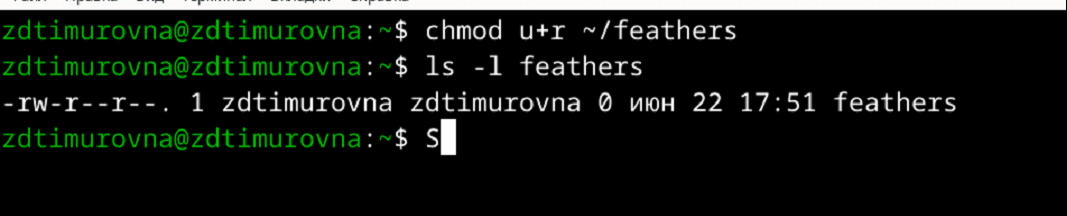 zdtimurovna@zdtimurovna:~$ chmod u+r ~/feathers
zdtimurovna@zdtimurovna:~$ ls -l feathers
-rw-r--r--. 1 zdtimurovna zdtimurovna 0 июн 22 17:51 feathers
zdtimurovna@zdtimurovna:~$ S